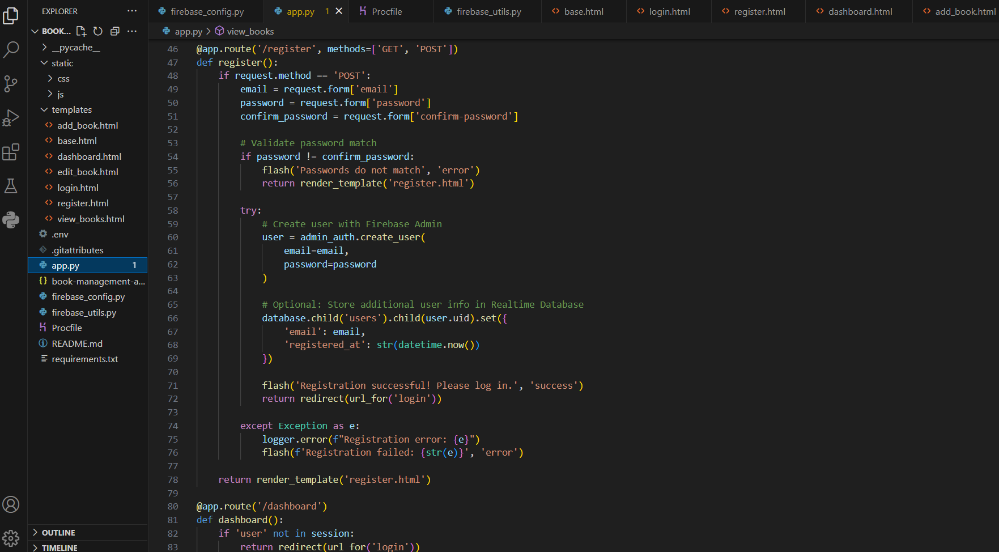 EXPLORER ···
BOOK... ···
__pycache__
static
css
js
templates
<> add_book.html
<> base.html
<> dashboard.html
<> edit_book.html
<> login.html
<> register.html
<> view_books.html
.env
.gitattributes
app.py 1
{} book-management-a...
firebase_config.py
firebase_utils.py
Procfile
README.md
requirements.txt
OUTLINE
TIMELINE
firebase_config.py
app.py 1
Procfile
firebase_utils.py
<> base.html
<> login.html
<> register.html
<> dashboard.html
<> add_book.html
app.py > view_books
46 @app.route('/register', methods=['GET', 'POST'])
47 def register():
48     if request.method == 'POST':
49         email = request.form['email']
50         password = request.form['password']
51         confirm_password = request.form['confirm-password']
52
53         # Validate password match
54         if password != confirm_password:
55             flash('Passwords do not match', 'error')
56             return render_template('register.html')
57
58         try:
59             # Create user with Firebase Admin
60             user = admin_auth.create_user(
61                 email=email,
62                 password=password
63             )
64
65             # Optional: Store additional user info in Realtime Database
66             database.child('users').child(user.uid).set({
67                 'email': email,
68                 'registered_at': str(datetime.now())
69             })
70
71             flash('Registration successful! Please log in.', 'success')
72             return redirect(url_for('login'))
73
74         except Exception as e:
75             logger.error(f"Registration error: {e}")
76             flash(f'Registration failed: {str(e)}', 'error')
77
78     return render_template('register.html')
79
80 @app.route('/dashboard')
81 def dashboard():
82     if 'user' not in session:
83         return redirect(url_for('login'))